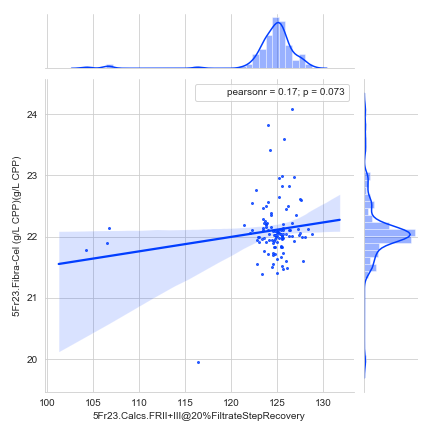 pearsonr = 0.17; p = 0.073
5Fr23.Fibra-Cel (g/L CPP)(g/L CPP)
24
23
22
21
20
100 105 110 115 120 125 130
5Fr23.Calcs.FRII+III@20%FiltrateStepRecovery